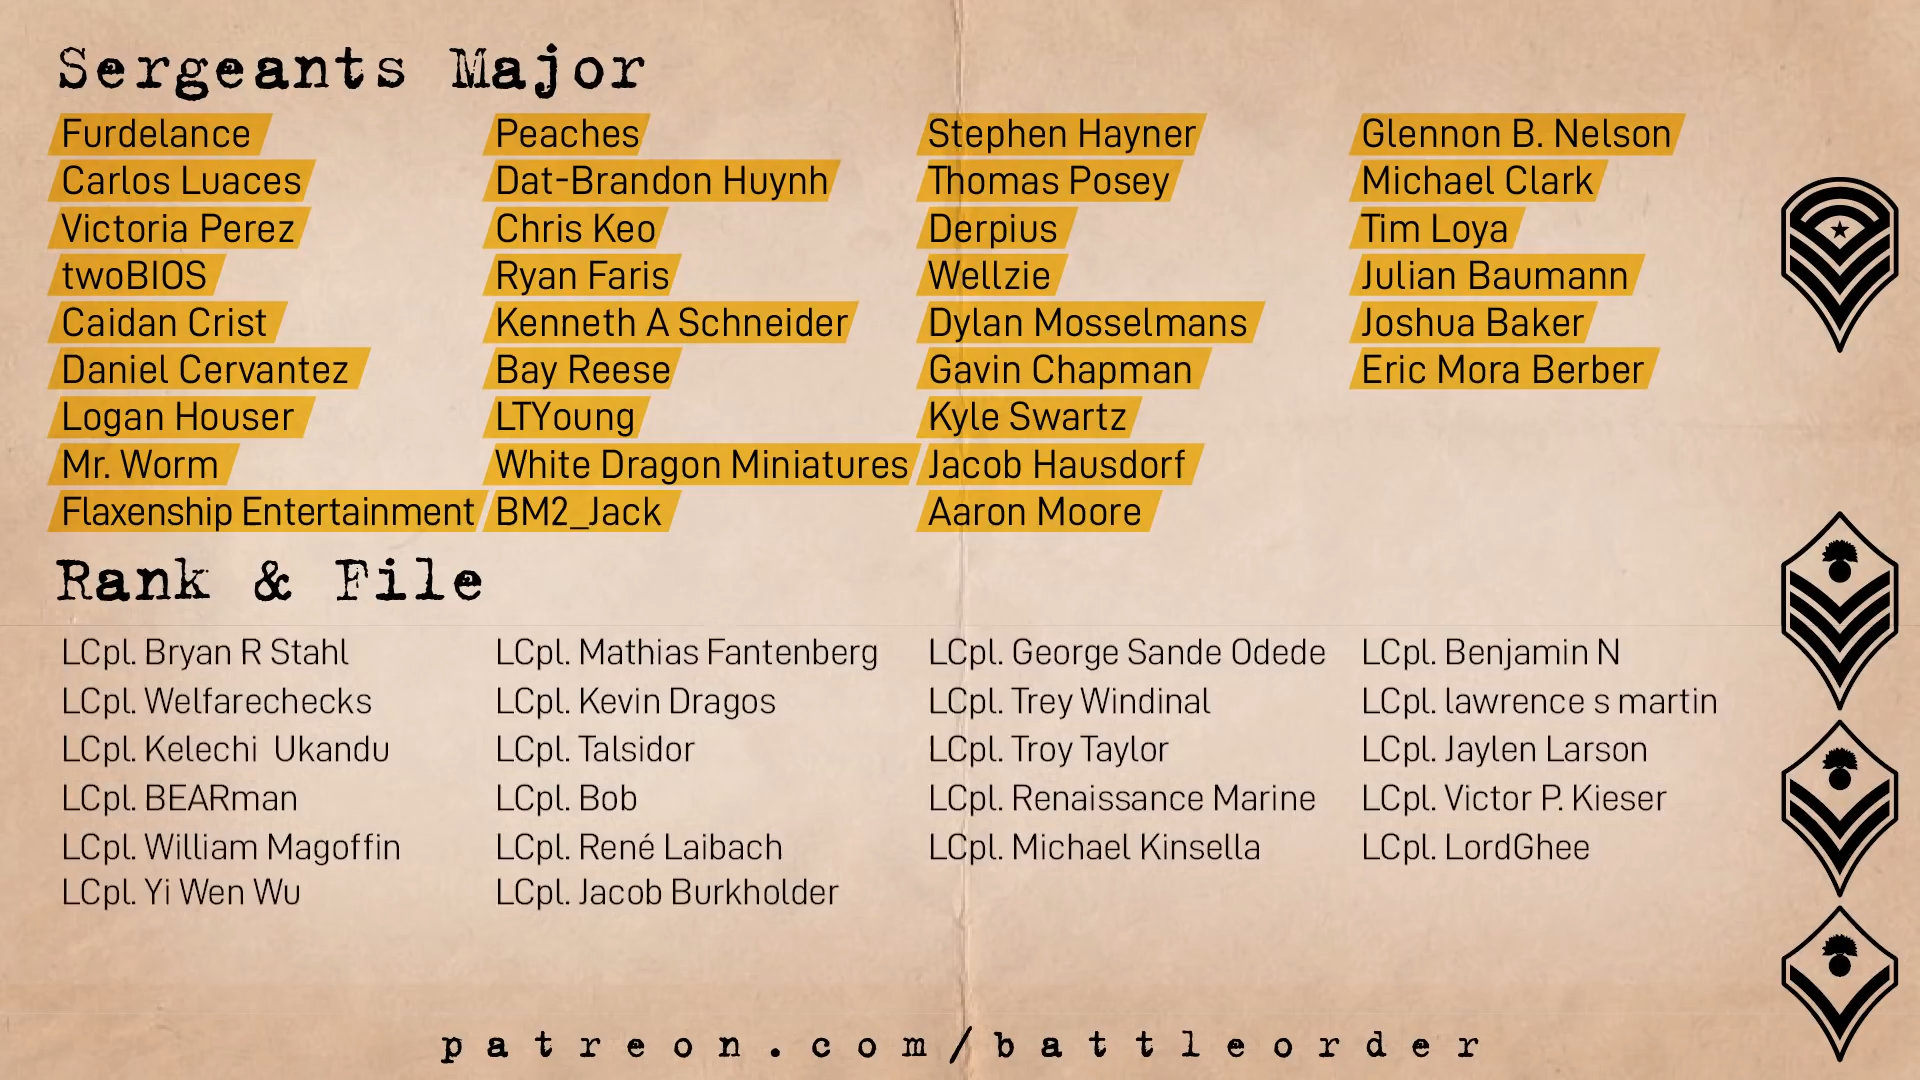 Sergeants Major
Furdelance
Carlos Luaces
Victoria Perez
twoBIOS
Caidan Crist
Daniel Cervantez
Logan Houser
Mr. Worm
Flaxenship Entertainment
Peaches
Dat-Brandon Huynh
Chris Keo
Ryan Faris
Kenneth A Schneider
Bay Reese
LTYoung
White Dragon Miniatures
BM2_Jack
Stephen Hayner
Thomas Posey
Derpius
Wellzie
Dylan Mosselmans
Gavin Chapman
Kyle Swartz
Jacob Hausdorf
Aaron Moore
Glennon B. Nelson
Michael Clark
Tim Loya
Julian Baumann
Joshua Baker
Eric Mora Berber
Rank & File
LCpl. Bryan R Stahl
LCpl. Welfarechecks
LCpl. Kelechi  Ukandu
LCpl. BEARman
LCpl. William Magoffin
LCpl. Yi Wen Wu
LCpl. Mathias Fantenberg
LCpl. Kevin Dragos
LCpl. Talsidor
LCpl. Bob
LCpl. René Laibach
LCpl. Jacob Burkholder
LCpl. George Sande Odede
LCpl. Trey Windinal
LCpl. Troy Taylor
LCpl. Renaissance Marine
LCpl. Michael Kinsella
LCpl. Benjamin N
LCpl. lawrence s martin
LCpl. Jaylen Larson
LCpl. Victor P. Kieser
LCpl. LordGhee
patreon.com/battleorder